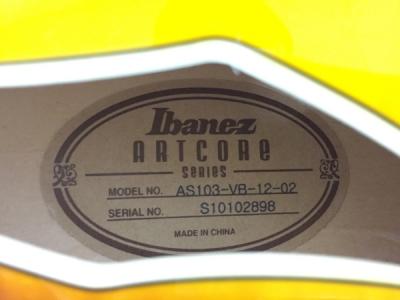 Ibanez
ARTCORE
SERIES
MODEL NO. AS103-VB-12-02
SERIAL NO. S10102898
MADE IN CHINA